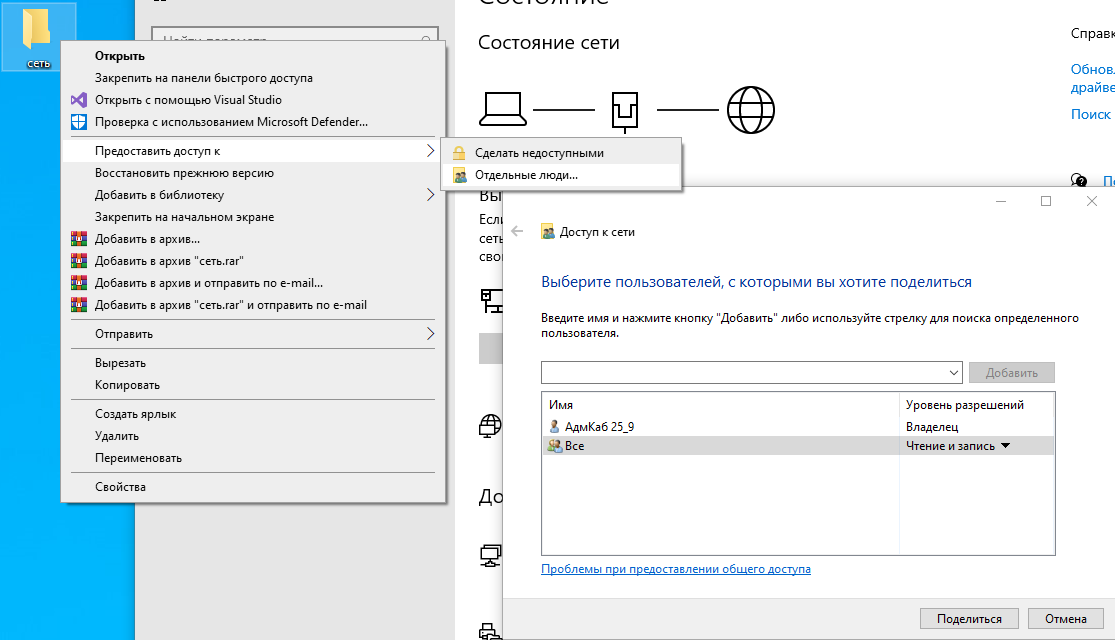 сеть
Открыть
Закрепить на панели быстрого доступа
Открыть с помощью Visual Studio
Проверка с использованием Microsoft Defender...
Предоставить доступ к
Восстановить прежнюю версию
Добавить в библиотеку
Закрепить на начальном экране
Добавить в архив...
Добавить в архив "сеть.rar"
Добавить в архив и отправить по e-mail...
Добавить в архив "сеть.rar" и отправить по e-mail
Отправить
Вырезать
Копировать
Создать ярлык
Удалить
Переименовать
Свойства
Сделать недоступными
Отдельные люди...
Состояние
Состояние сети
Справк
Обнов.
драйве
Поиск
Вы
Если
сеть
сво
До
Доступ к сети
Выберите пользователей, с которыми вы хотите поделиться
Введите имя и нажмите кнопку "Добавить" либо используйте стрелку для поиска определенного
пользователя.
Добавить
Имя Уровень разрешений
АдмКаб 25_9 Владелец
Все Чтение и запись
Проблемы при предоставлении общего доступа
Поделиться Отмена